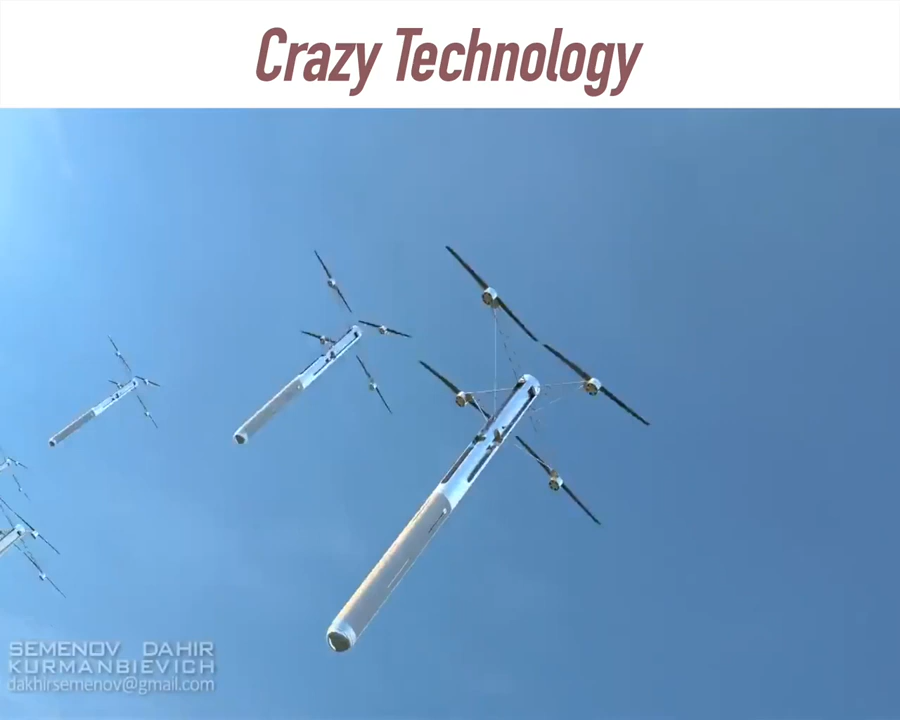 Crazy Technology
SEMENOV DAHIR
KURMANBIEVICH
dakhirsemenov@gmail.com